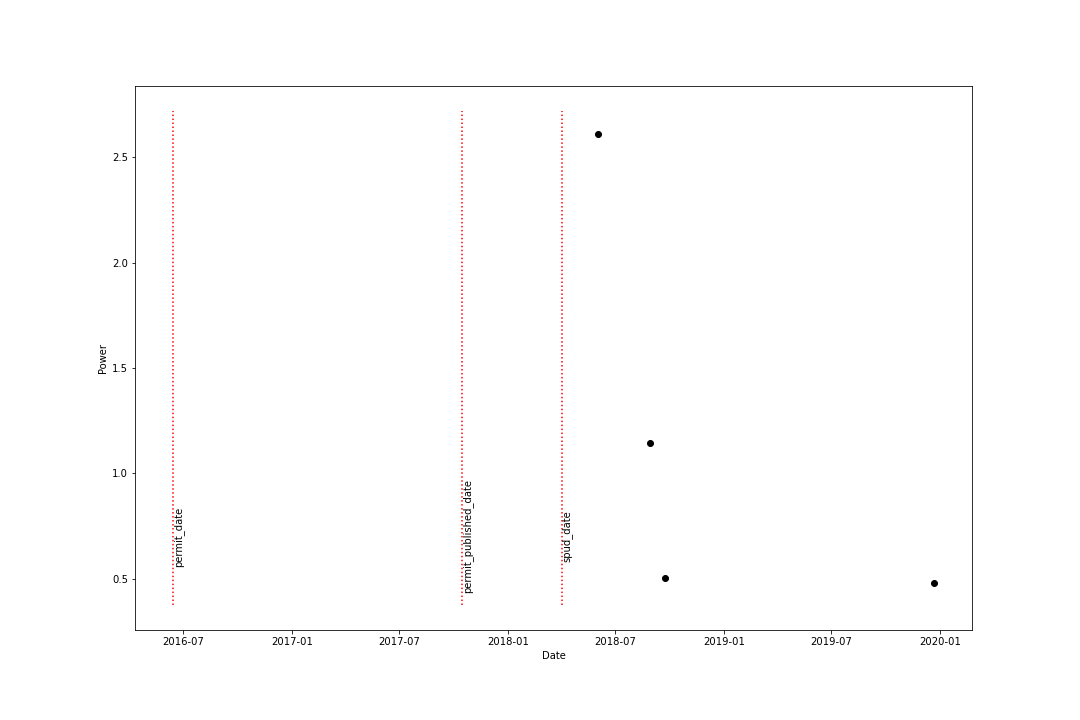 Power
2.5
2.0
1.5
1.0
0.5
permit_date
permit_published_date
spud_date
2016-07
2017-01
2017-07
2018-01
2018-07
2019-01
2019-07
2020-01
Date